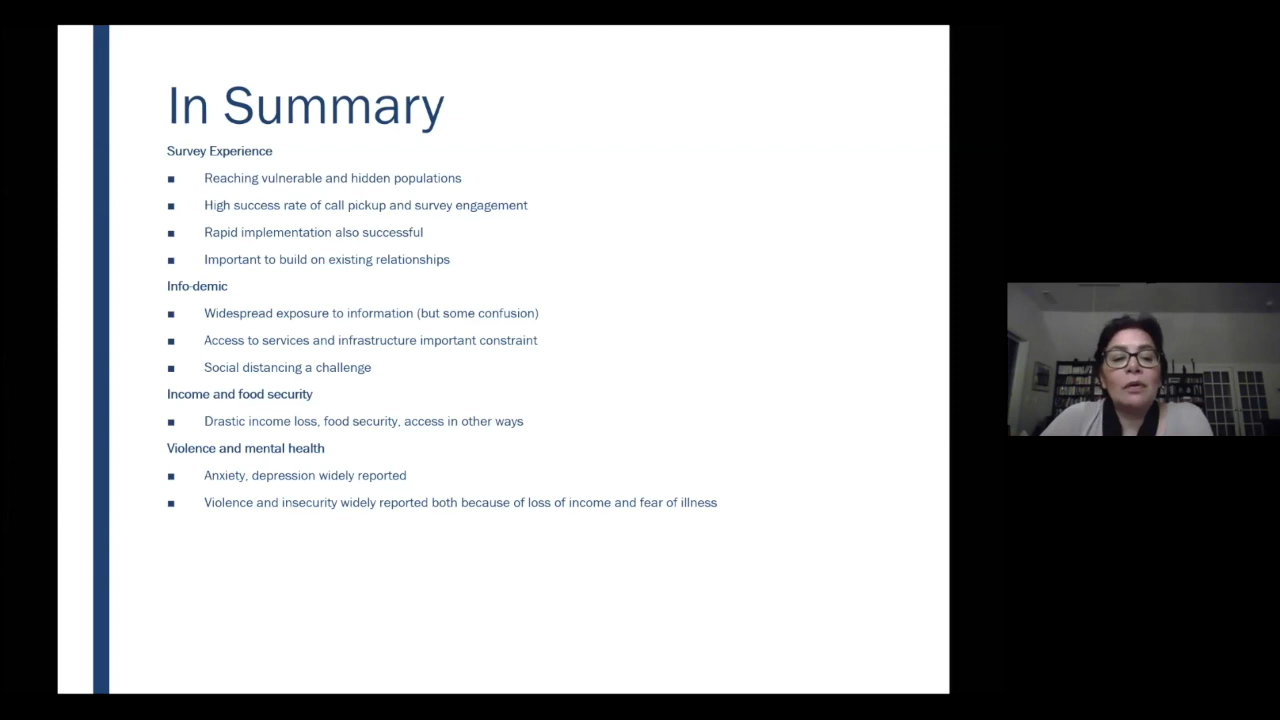 In Summary
Survey Experience
■ Reaching vulnerable and hidden populations
■ High success rate of call pickup and survey engagement
■ Rapid implementation also successful
■ Important to build on existing relationships
Info-demic
■ Widespread exposure to information (but some confusion)
■ Access to services and infrastructure important constraint
■ Social distancing a challenge
Income and food security
■ Drastic income loss, food security, access in other ways
Violence and mental health
■ Anxiety, depression widely reported
■ Violence and insecurity widely reported both because of loss of income and fear of illness